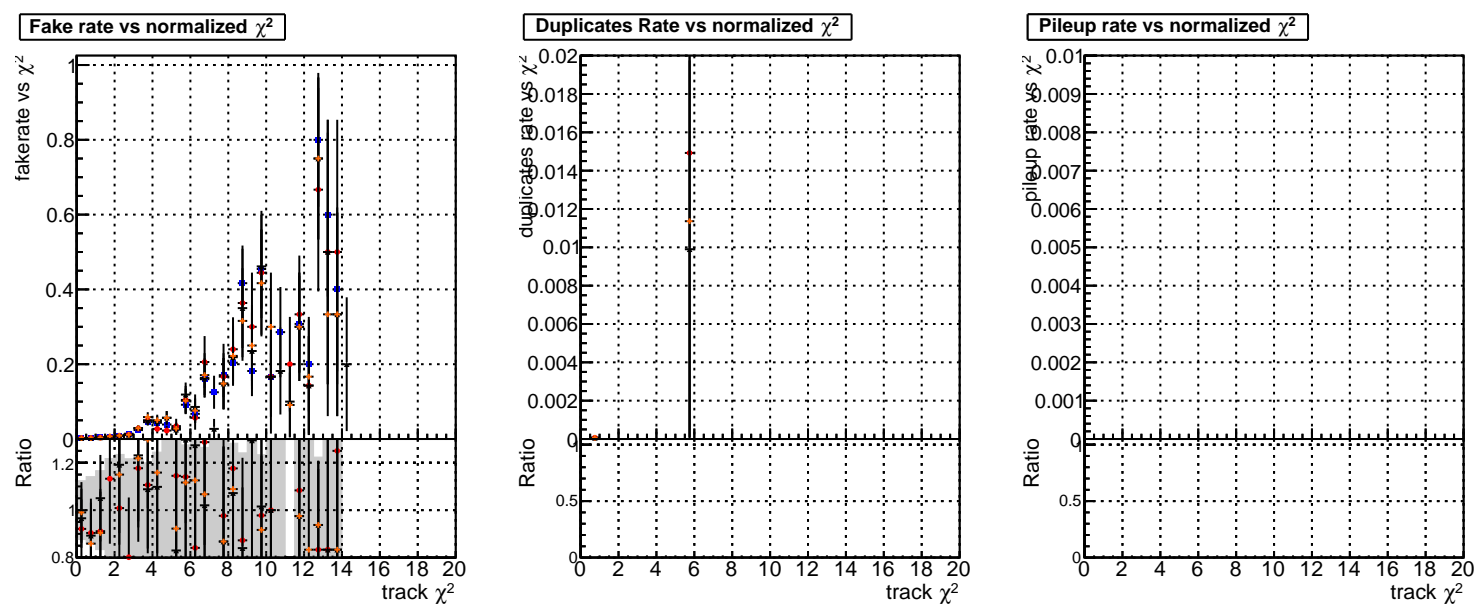 Fake rate vs normalized χ²
fakerate vs χ²
1
0.8
0.6
0.4
0.2
0
Ratio
1.2
1
0.8
0 2 4 6 8 10 12 14 16 18 20
track χ²
Duplicates Rate vs normalized χ²
duplicates rate vs χ²
0.02
0.018
0.016
0.014
0.012
0.01
0.008
0.006
0.004
0.002
0
Ratio
1
0.5
0
0 2 4 6 8 10 12 14 16 18 20
track χ²
Pileup rate vs normalized χ²
pileup rate vs χ²
0.01
0.009
0.008
0.007
0.006
0.005
0.004
0.003
0.002
0.001
0
Ratio
1
0.5
0
0 2 4 6 8 10 12 14 16 18 20
track χ²